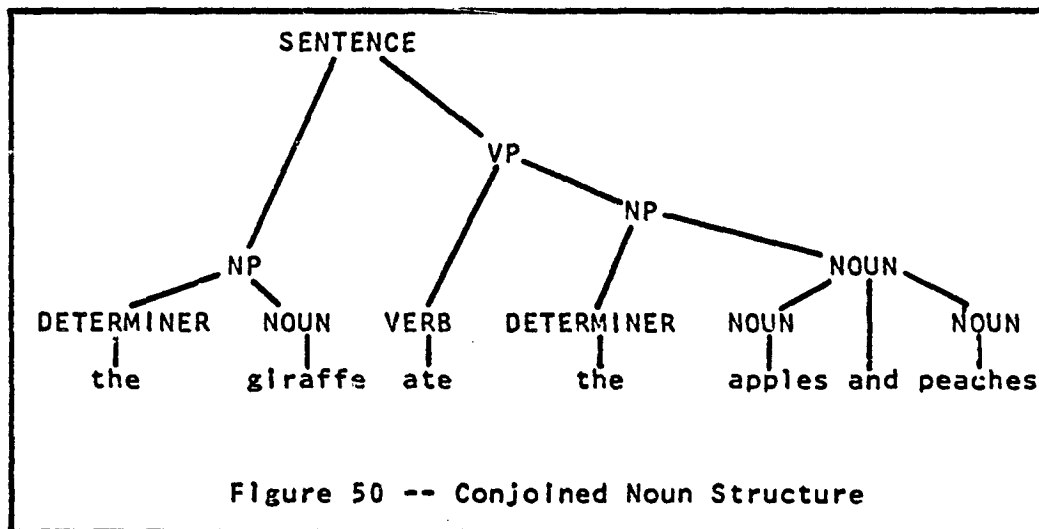 SENTENCE
VP
NP
NP NOUN
DETERMINER NOUN VERB DETERMINER NOUN NOUN
the giraffe ate the apples and peaches
Figure 50 -- Conjoined Noun Structure